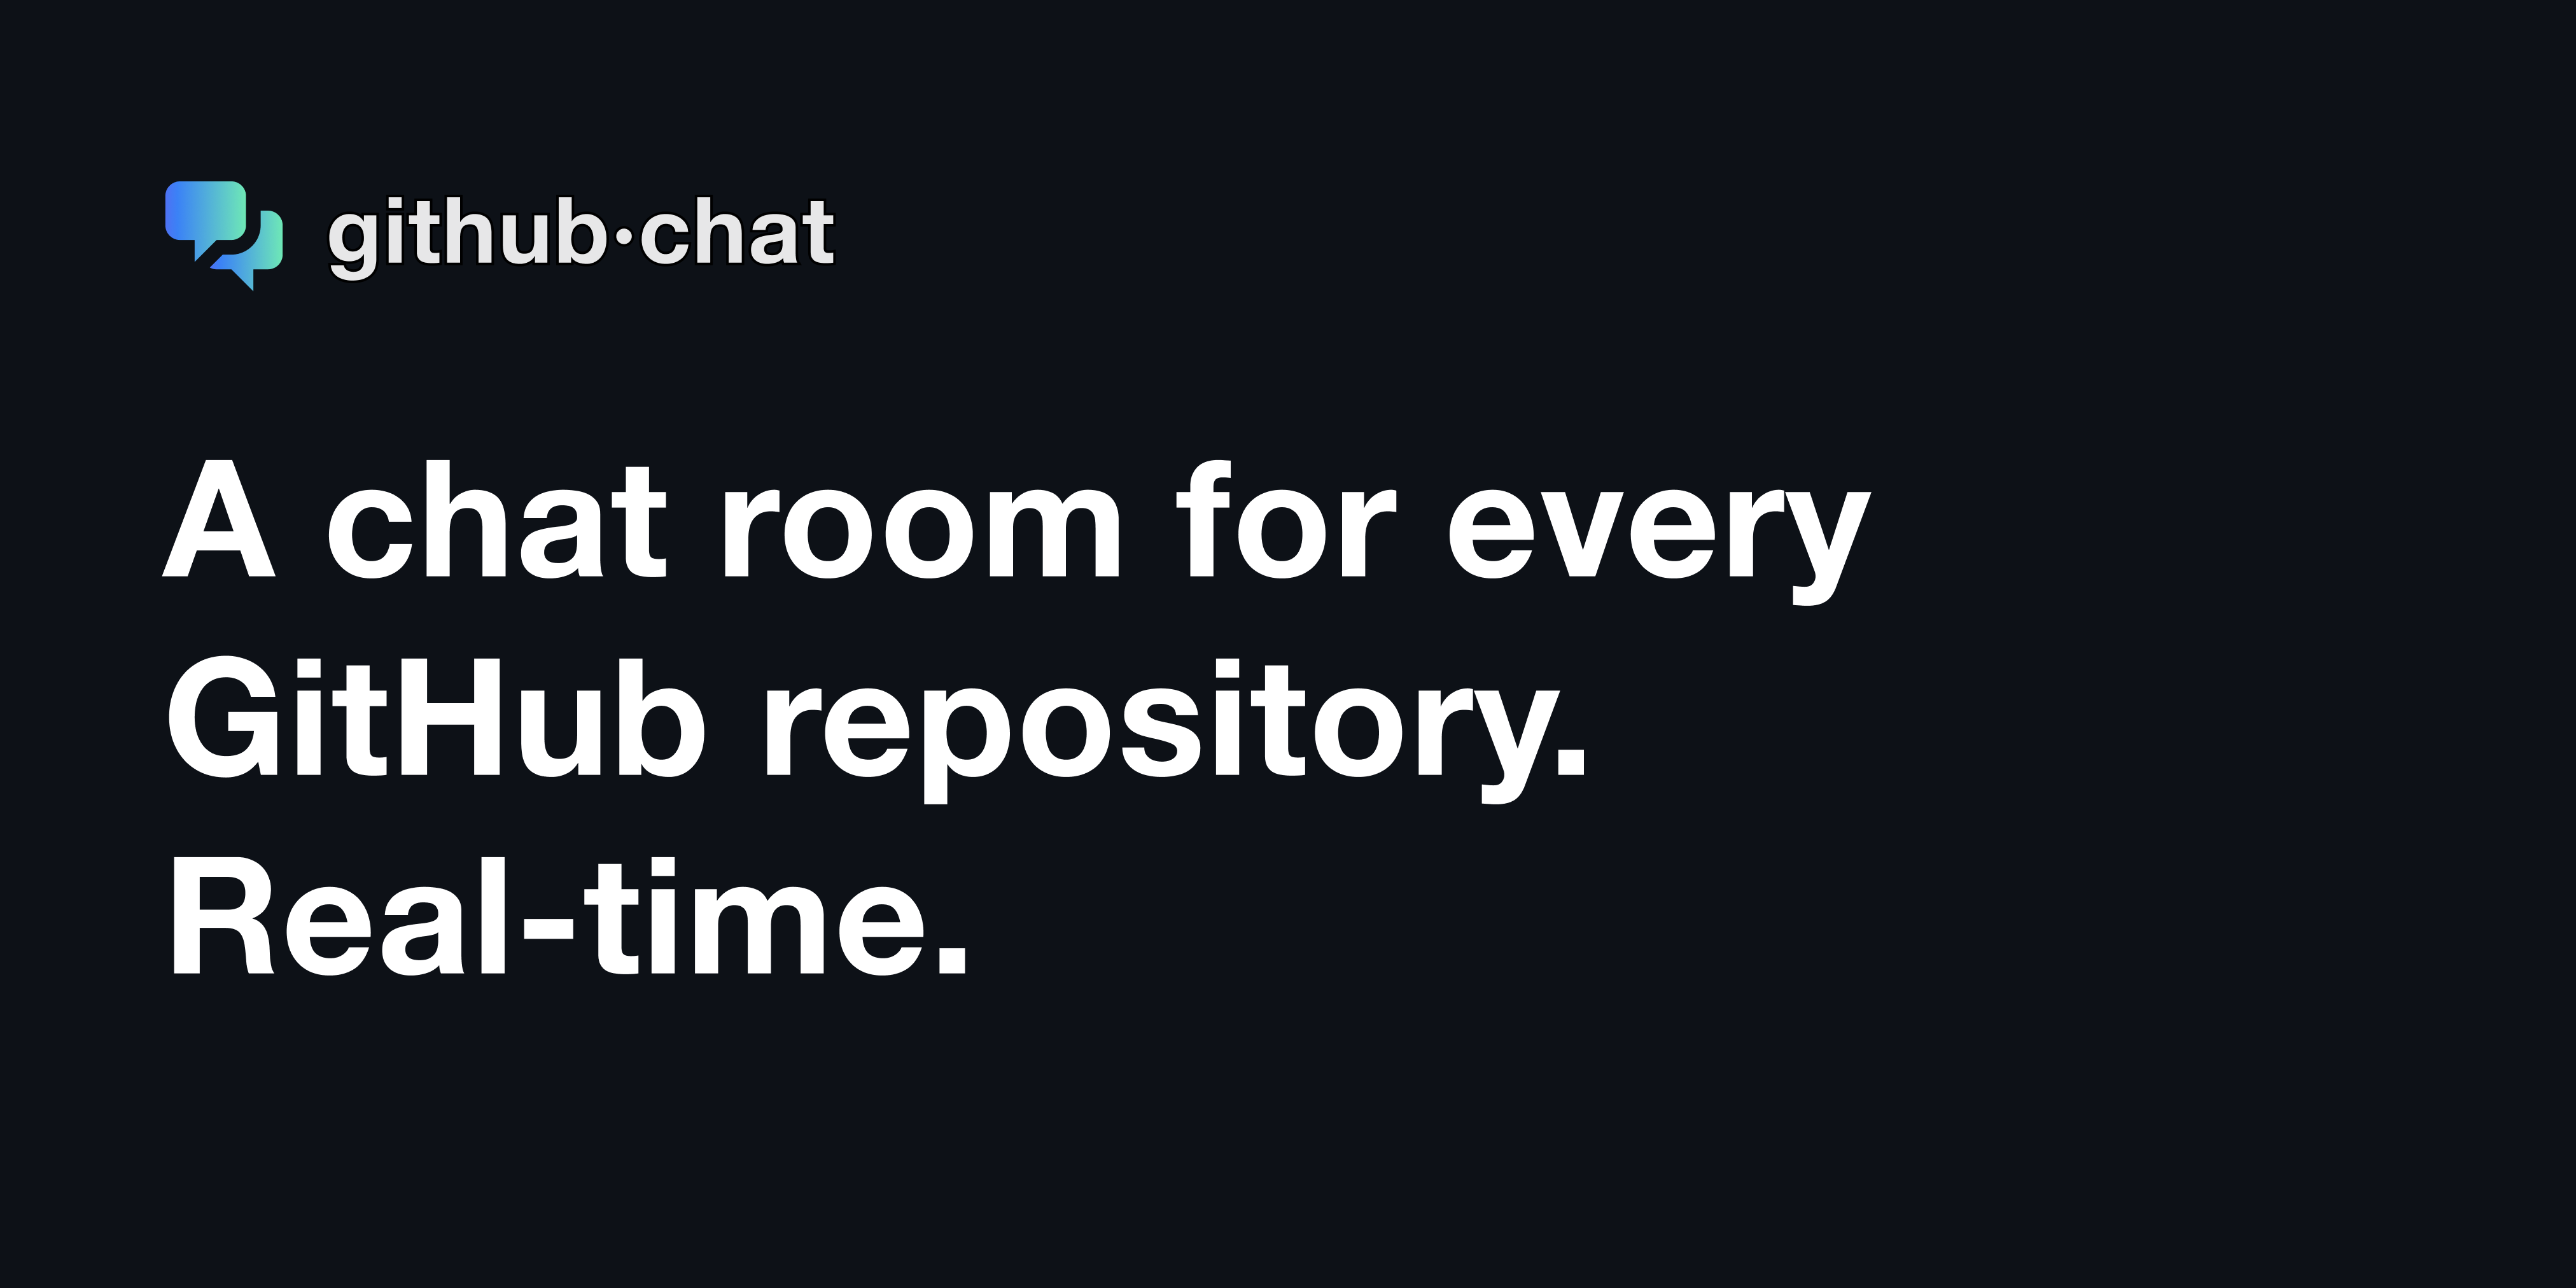 github·chat
A chat room for every
GitHub repository.
Real-time.